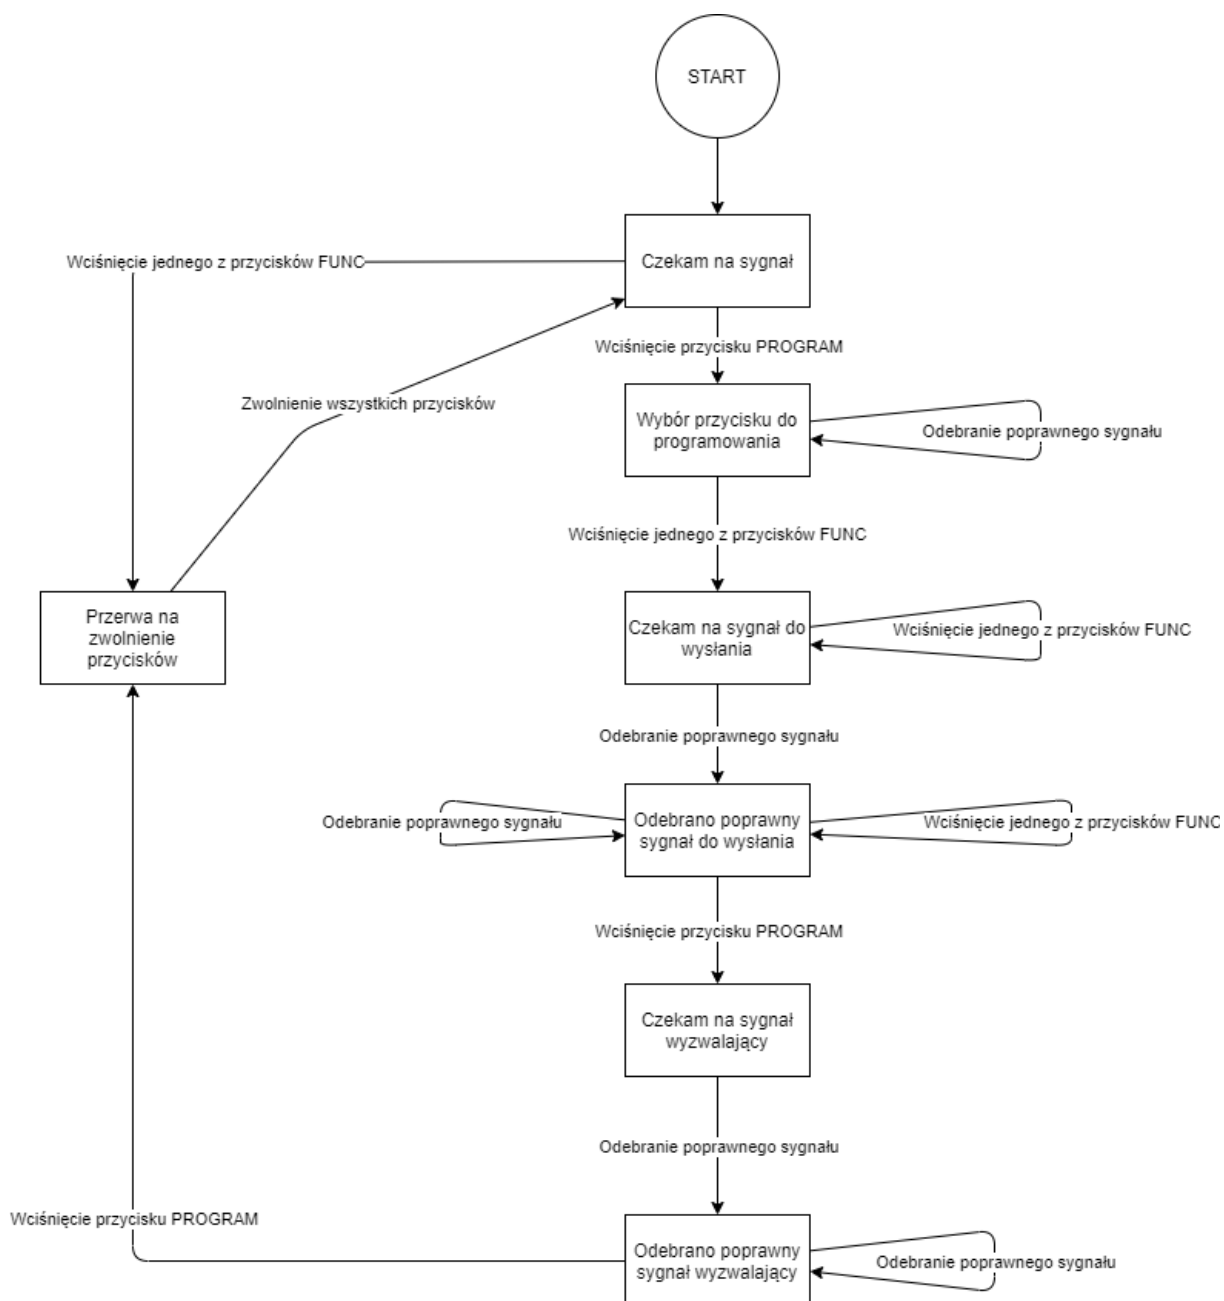 START
Wciśnięcie jednego z przycisków FUNC
Czekam na sygnał
Wciśnięcie przycisku PROGRAM
Zwolnienie wszystkich przycisków
Wybór przycisku do
programowania
Odebranie poprawnego sygnału
Wciśnięcie jednego z przycisków FUNC
Przerwa na
zwolnienie
przycisków
Czekam na sygnał do
wysłania
Wciśnięcie jednego z przycisków FUNC
Odebranie poprawnego sygnału
Odebranie poprawnego sygnału
Odebrano poprawny
sygnał do wysłania
Wciśnięcie jednego z przycisków FUNC
Wciśnięcie przycisku PROGRAM
Czekam na sygnał
wyzwalający
Odebranie poprawnego sygnału
Wciśnięcie przycisku PROGRAM
Odebrano poprawny
sygnał wyzwalający
Odebranie poprawnego sygnału